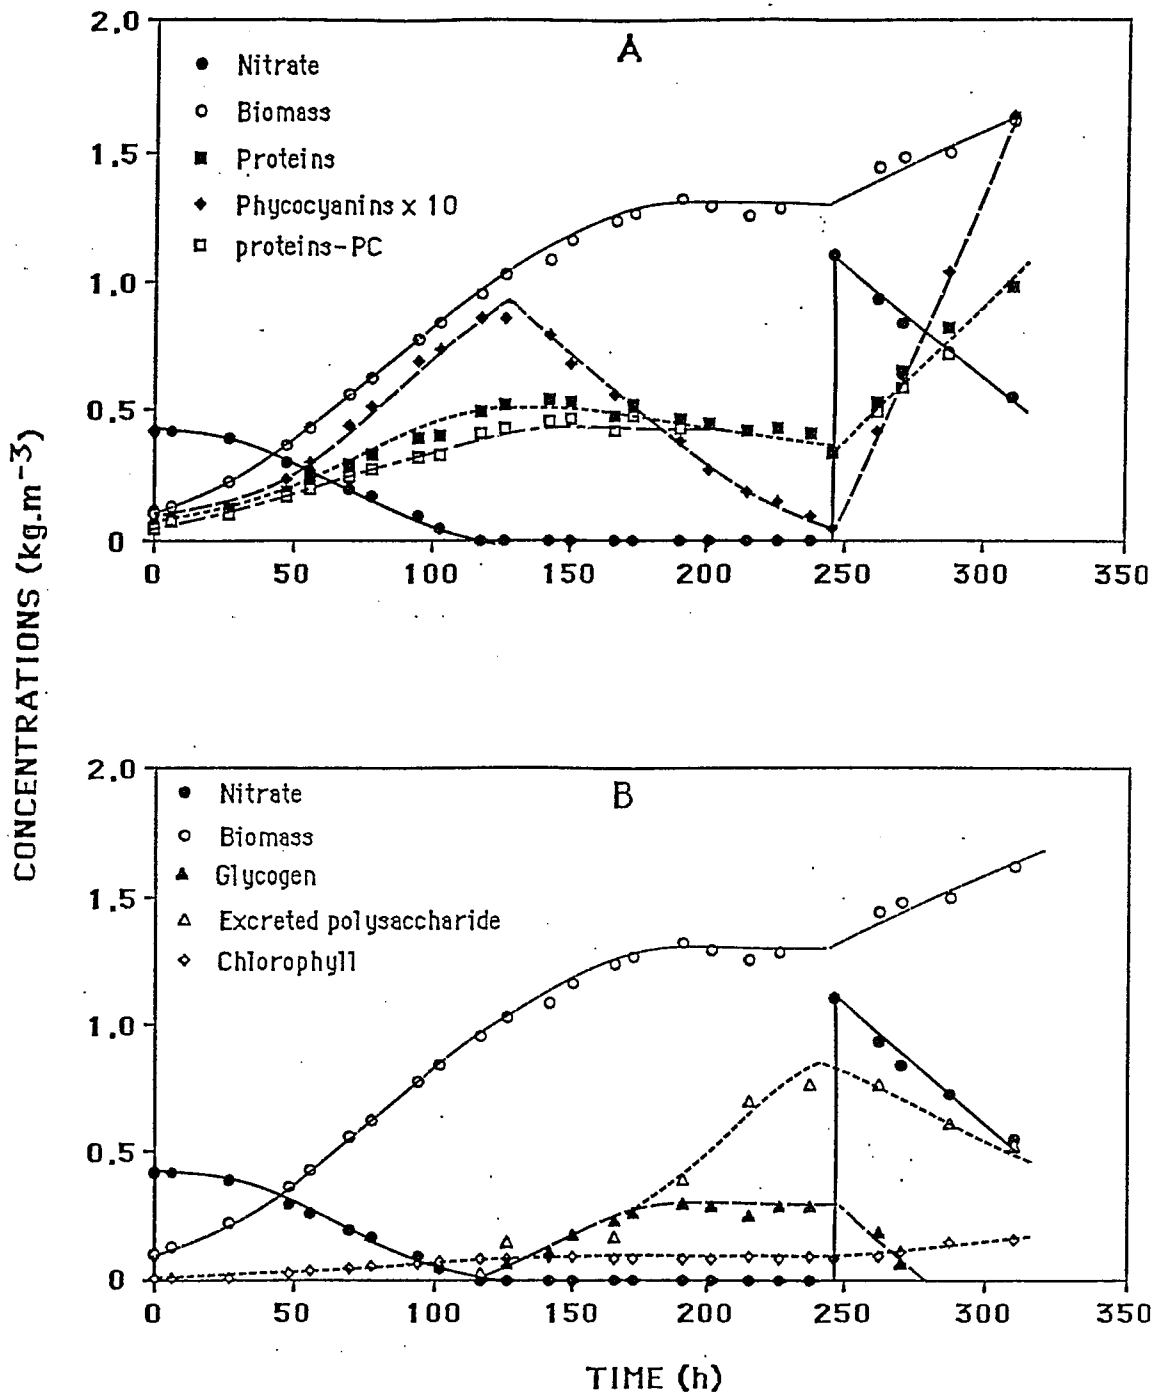 A
2.0
1.5
1.0
0.5
0
Nitrate
Biomass
Proteins
Phycocyanins x 10
proteins-PC
0 50 100 150 200 250 300 350
CONCENTRATIONS (kg.m⁻³)
B
2.0
1.5
1.0
0.5
0
Nitrate
Biomass
Glycogen
Excreted polysaccharide
Chlorophyll
0 50 100 150 200 250 300 350
TIME (h)